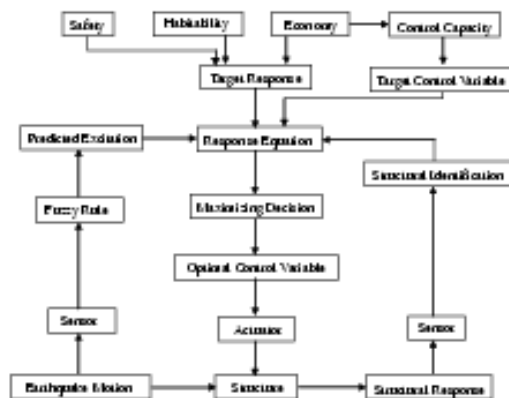 Safety
Habitability
Economy
Control Capacity
Target Response
Target Control Variable
Predicted Excitation
Response Equation
Structural Identification
Fuzzy Rule
Maximizing Decision
Optimal Control Variable
Sensor
Actuator
Sensor
Earthquake Motion
Structure
Structural Response